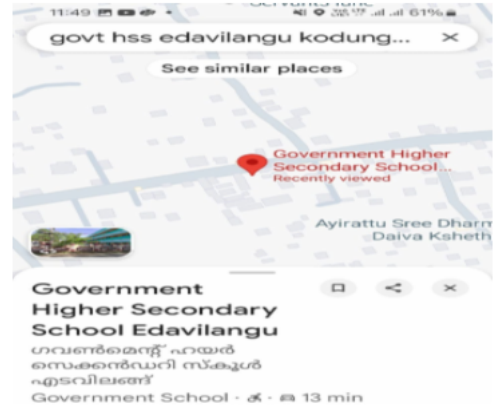 11:49 61%
govt hss edavilangu kodung...
See similar places
Government Higher
Secondary School...
Recently viewed
Ayirattu Sree Dharm
Daiva Ksheth
Government
Higher Secondary
School Edavilangu
ഗവൺമെന്റ് ഹയർ
സെക്കൻഡറി സ്കൂൾ
എടവിലങ്ങ്
Government School · 13 min